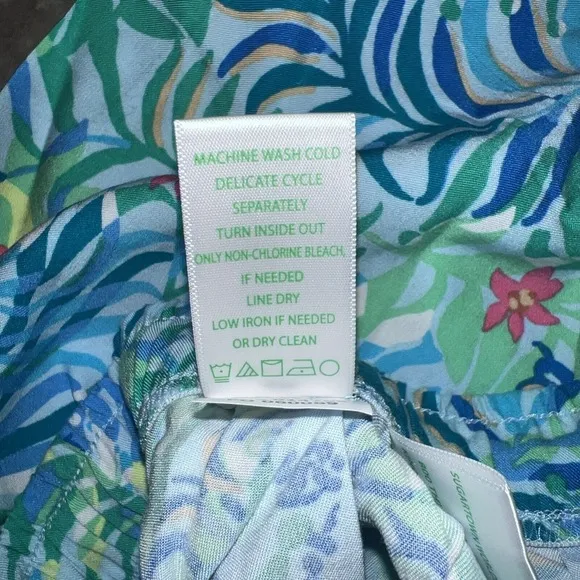 MACHINE WASH COLD
DELICATE CYCLE
SEPARATELY
TURN INSIDE OUT
ONLY NON-CHLORINE BLEACH,
IF NEEDED
LINE DRY
LOW IRON IF NEEDED
OR DRY CLEAN